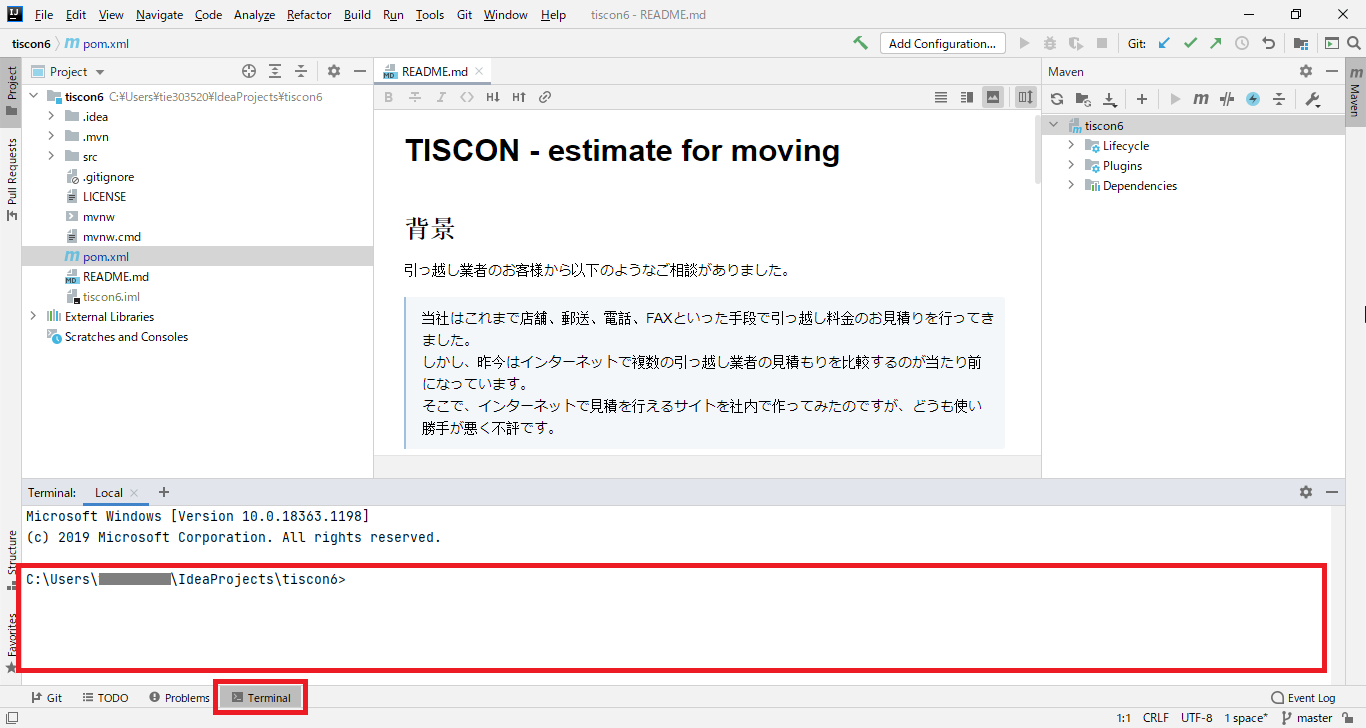 File Edit View Navigate Code Analyze Refactor Build Run Tools Git Window Help tiscon6 - README.md
tiscon6 pom.xml
Add Configuration...
Git:
Project
Pull Requests
Structure
Favorites
Project
tiscon6 C:¥Users¥tie303520¥IdeaProjects¥tiscon6
.idea
.mvn
src
.gitignore
LICENSE
mvnw
mvnw.cmd
pom.xml
README.md
tiscon6.iml
External Libraries
Scratches and Consoles
README.md
TISCON - estimate for moving
背景
引っ越し業者のお客様から以下のようなご相談がありました。
当社はこれまで店舗、郵送、電話、FAXといった手段で引っ越し料金のお見積りを行ってき
ました。
しかし、昨今はインターネットで複数の引っ越し業者の見積もりを比較するのが当たり前
になっています。
そこで、インターネットで見積を行えるサイトを社内で作ってみたのですが、どうも使い
勝手が悪く不評です。
Maven
tiscon6
Lifecycle
Plugins
Dependencies
Maven
Terminal: Local
Microsoft Windows [Version 10.0.18363.1198]
(c) 2019 Microsoft Corporation. All rights reserved.
C:\Users\ \IdeaProjects\tiscon6>
Git TODO Problems Terminal Event Log
1:1 CRLF UTF-8 1 space* master